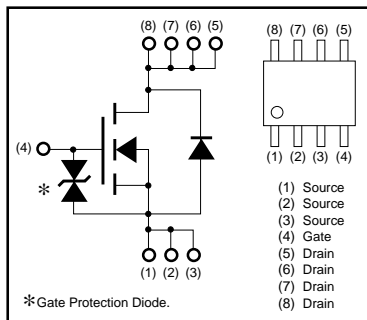 (8) (7) (6) (5)
(8) (7) (6) (5)
(4)
*
(1) (2) (3) (4)
(1) (2) (3)
(1) Source
(2) Source
(3) Source
(4) Gate
(5) Drain
(6) Drain
(7) Drain
(8) Drain
*Gate Protection Diode.